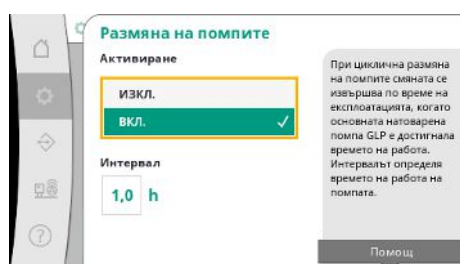 Размяна на помпите
Активиране
ИЗКЛ.
ВКЛ.
Интервал
1,0 h
При циклична размяна
на помпите смяната се
извършва по време на
експлоатацията, когато
основната натоварена
помпа GLP е достигнала
времето на работа.
Интервалът определя
времето на работа на
помпата.
Помощ